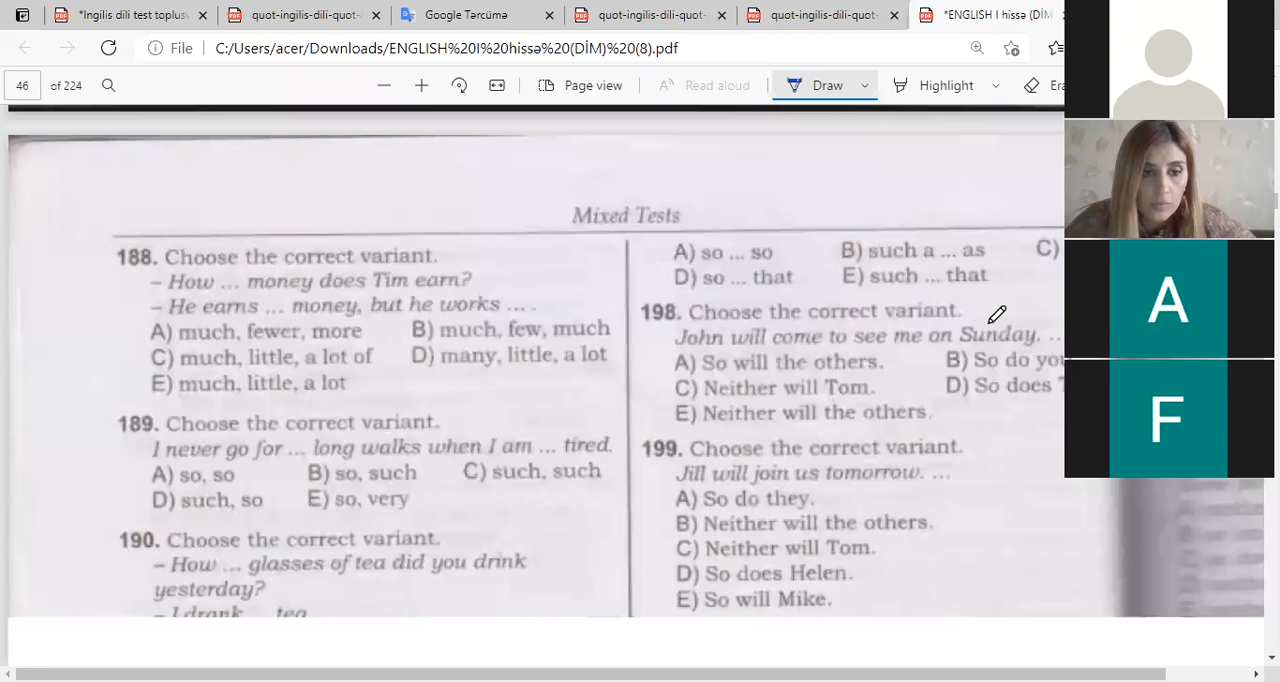 *Ingilis dili test toplusu
quot-ingilis-dili-quot-
Google Tərcümə
quot-ingilis-dili-quot-
quot-ingilis-dili-quot-
*ENGLISH I hissə (DİM)
File
C:/Users/acer/Downloads/ENGLISH%20I%20hissə%20(DİM)%20(8).pdf
46 of 224
Page view
Read aloud
Draw
Highlight
Mixed Tests
188. Choose the correct variant.
– How ... money does Tim earn?
– He earns ... money, but he works ... .
A) much, fewer, more B) much, few, much
C) much, little, a lot of D) many, little, a lot
E) much, little, a lot
189. Choose the correct variant.
I never go for ... long walks when I am ... tired.
A) so, so B) so, such C) such, such
D) such, so E) so, very
190. Choose the correct variant.
– How ... glasses of tea did you drink
yesterday?
– I drank ... tea
A) so ... so B) such a ... as C)
D) so ... that E) such ... that
198. Choose the correct variant.
John will come to see me on Sunday. ..
A) So will the others. B) So do you
C) Neither will Tom. D) So does
E) Neither will the others.
199. Choose the correct variant.
Jill will join us tomorrow. ...
A) So do they.
B) Neither will the others.
C) Neither will Tom.
D) So does Helen.
E) So will Mike.
A
F